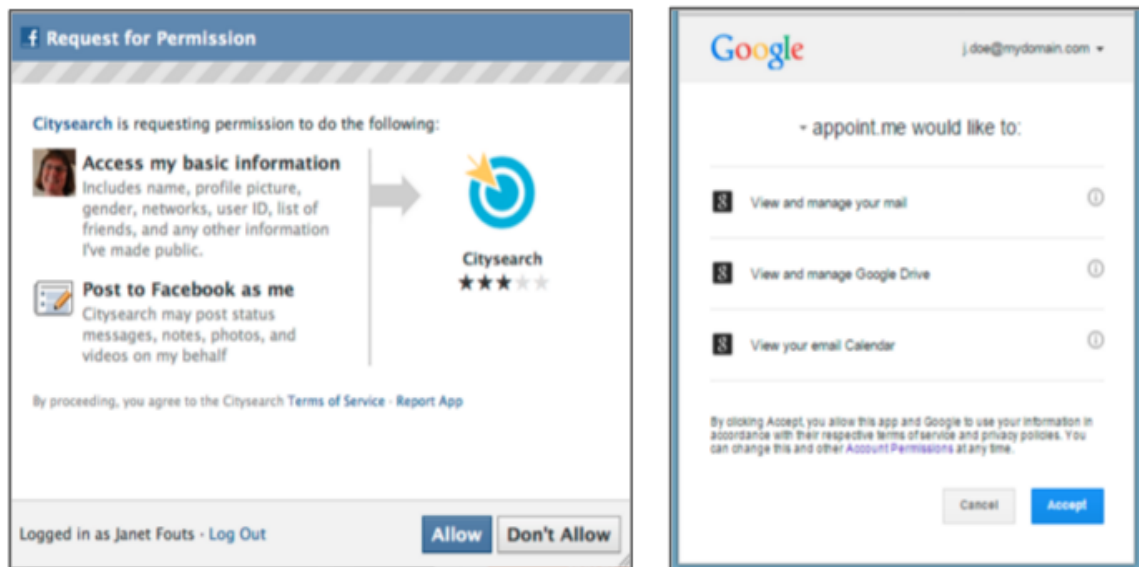 Request for Permission
Citysearch is requesting permission to do the following:
Access my basic information
Includes name, profile picture,
gender, networks, user ID, list of
friends, and any other information
I've made public.
Post to Facebook as me
Citysearch may post status
messages, notes, photos, and
videos on my behalf
Citysearch
By proceeding, you agree to the Citysearch Terms of Service · Report App
Logged in as Janet Fouts · Log Out
Allow
Don't Allow
Google
j.doe@mydomain.com
appoint.me would like to:
View and manage your mail
View and manage Google Drive
View your email Calendar
By clicking Accept, you allow this app and Google to use your information in
accordance with their respective terms of service and privacy policies. You
can change this and other Account Permissions at any time.
Cancel
Accept